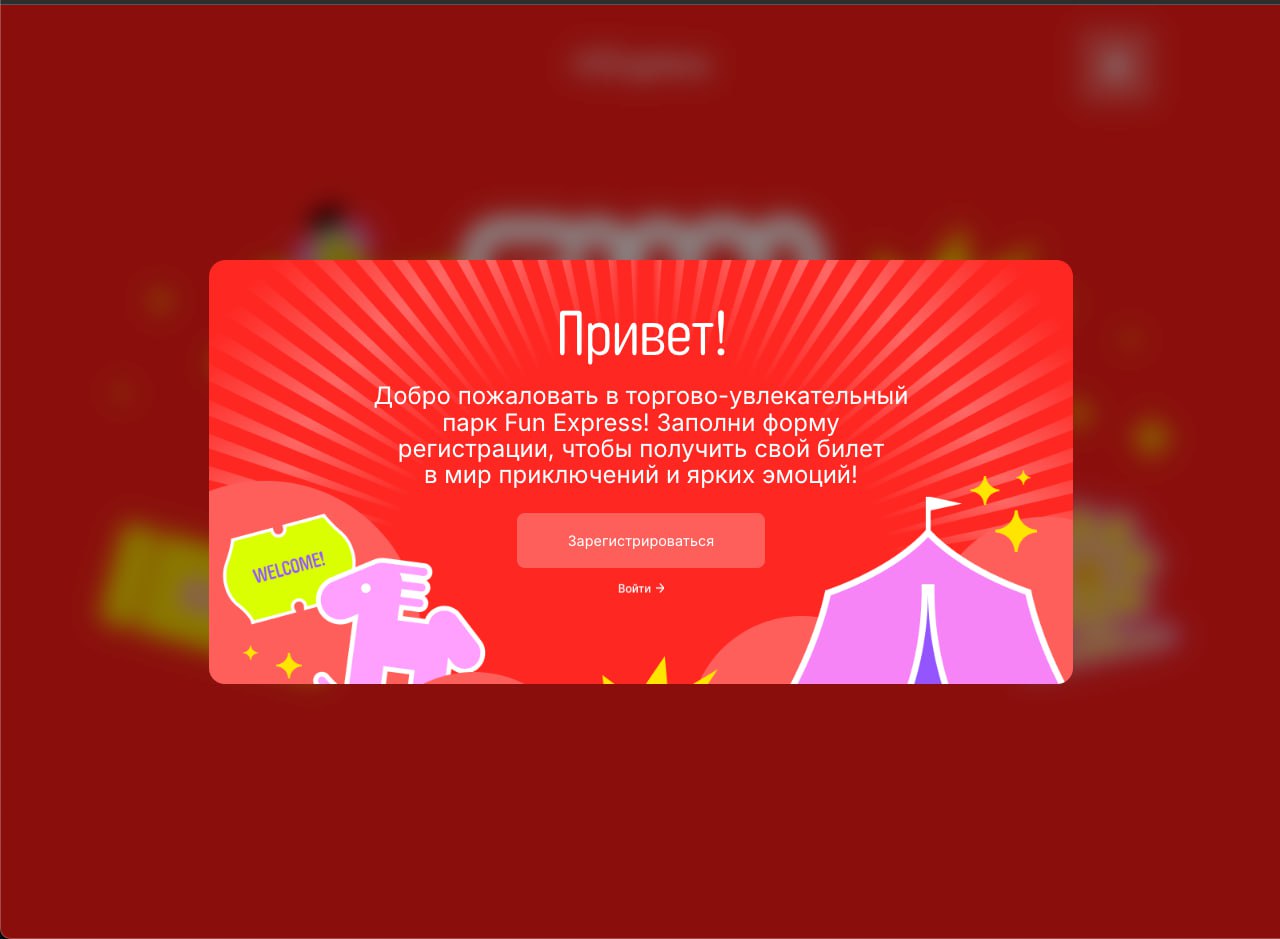 Привет!
Добро пожаловать в торгово-увлекательный
парк Fun Express! Заполни форму
регистрации, чтобы получить свой билет
в мир приключений и ярких эмоций!
WELCOME!
Зарегистрироваться
Войти →